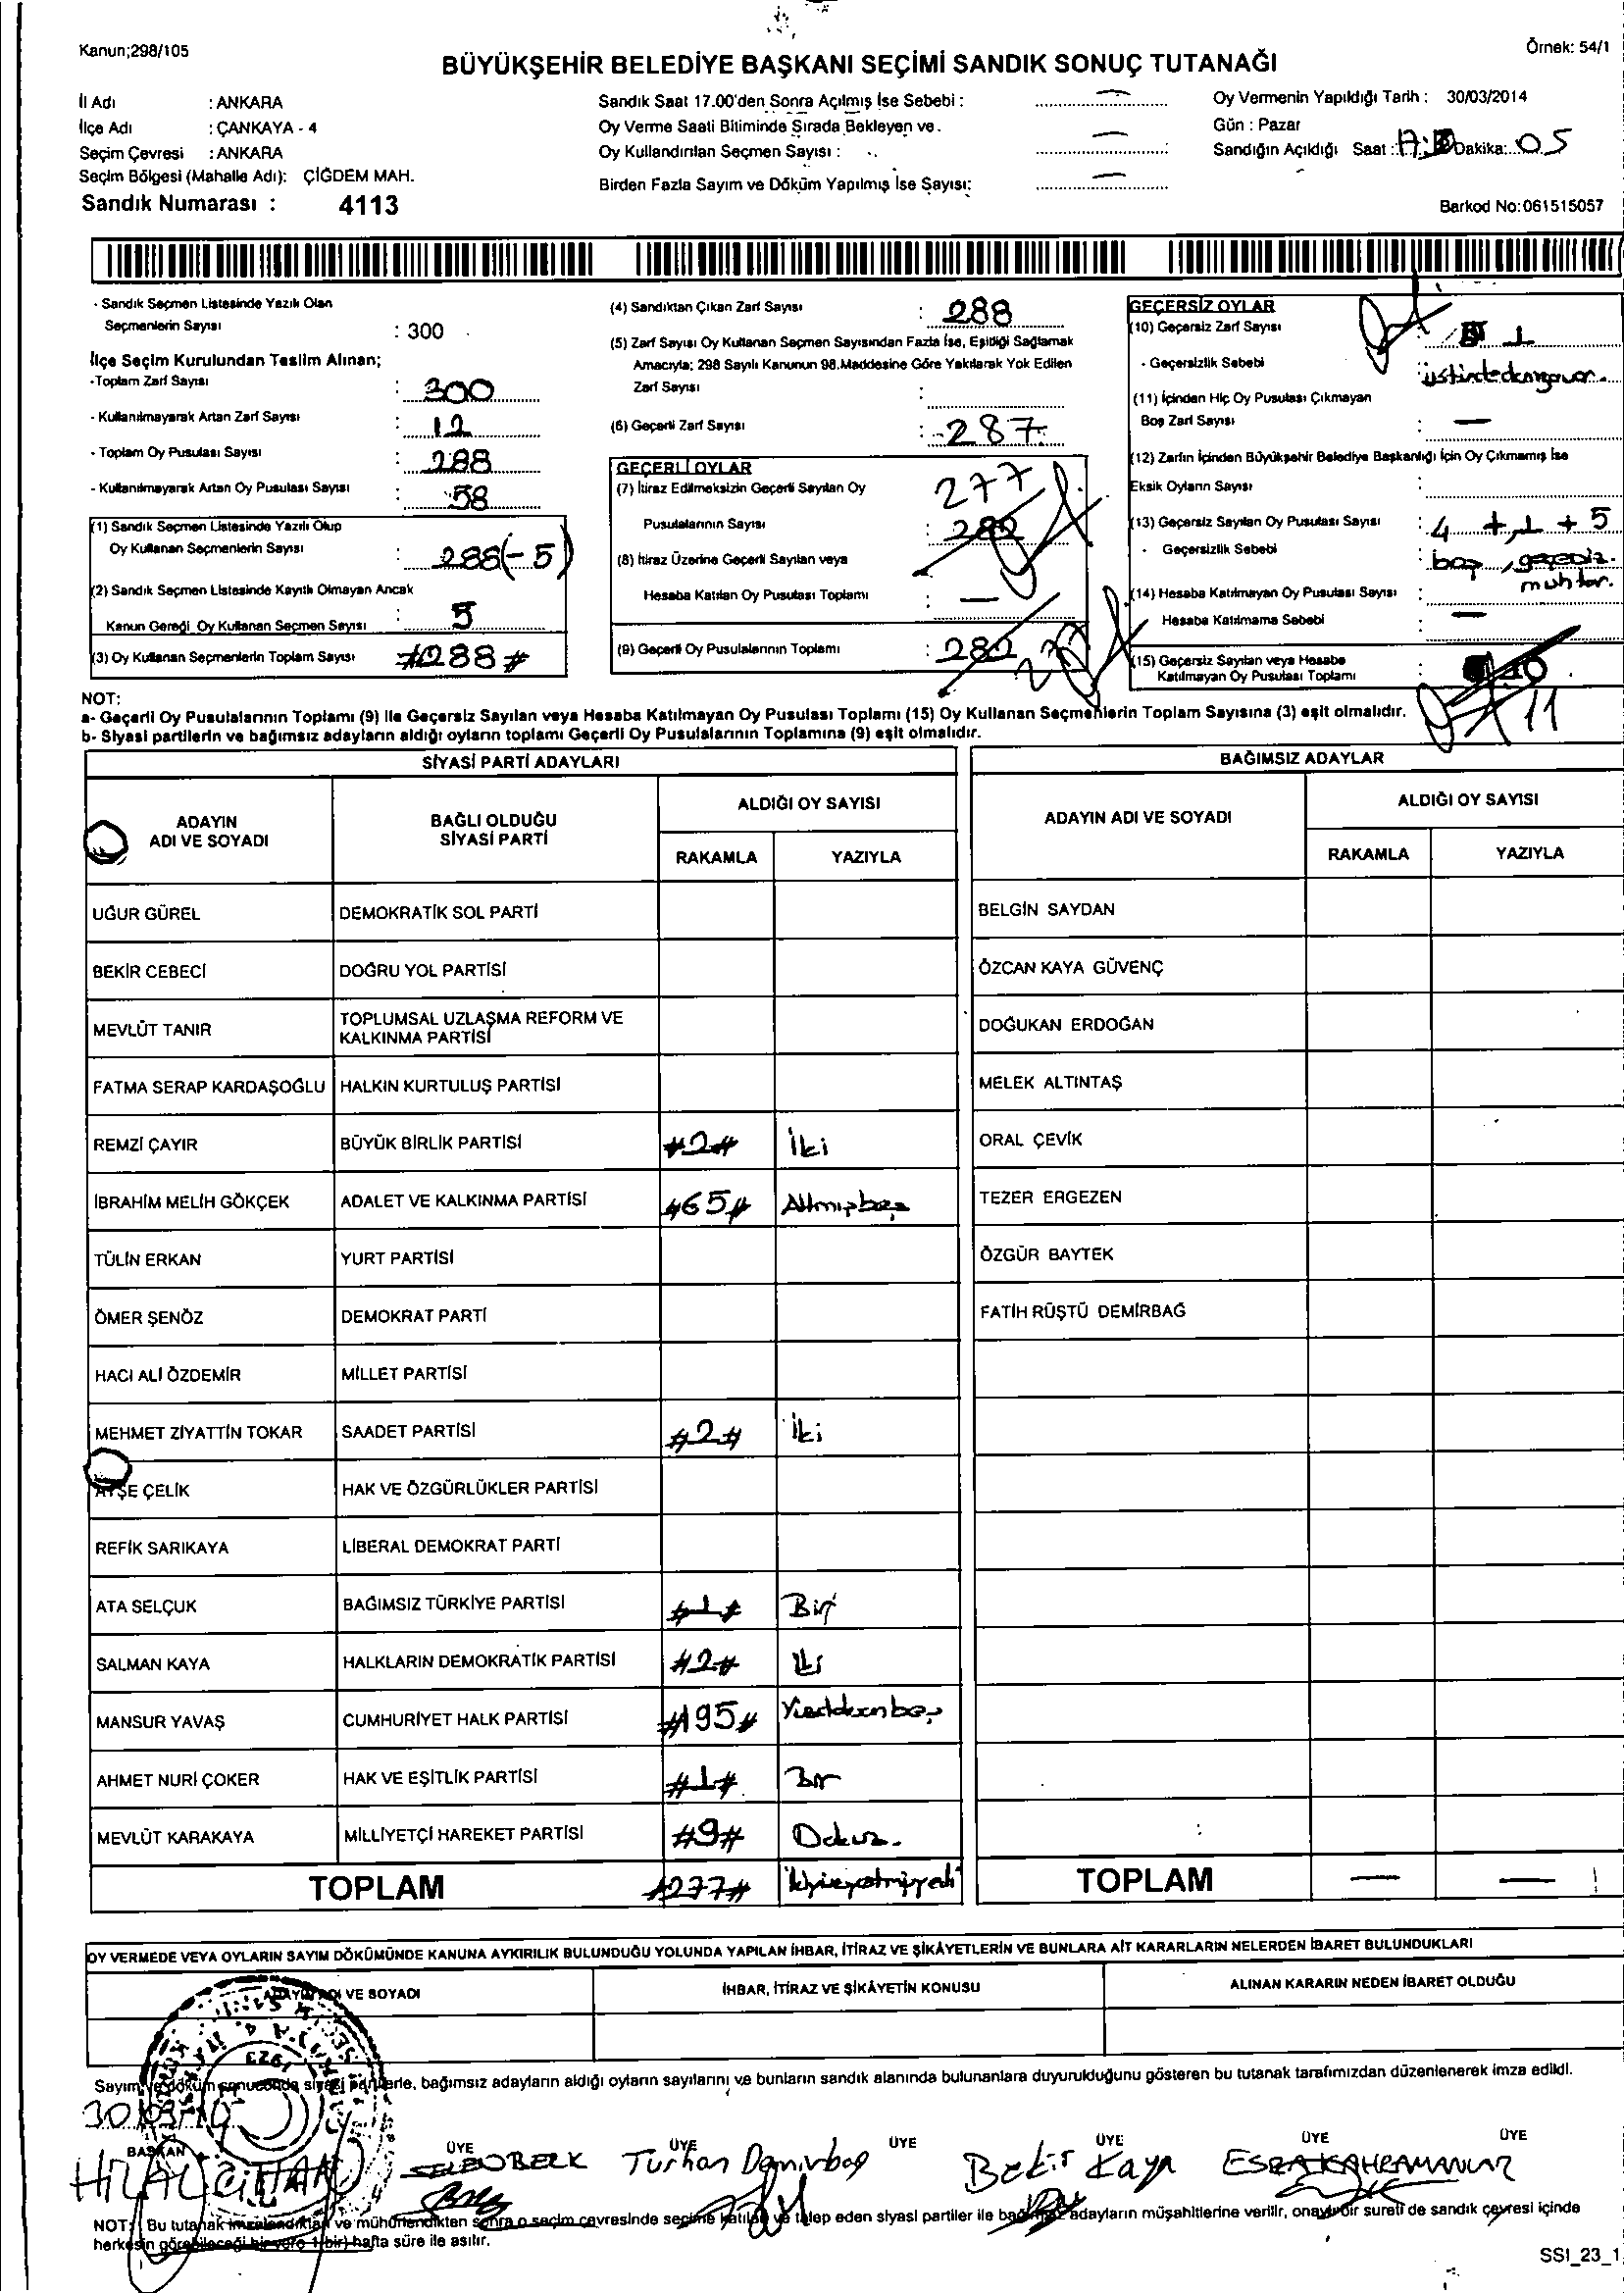 Kanun;298/105
Örnek: 54/1
BÜYÜKŞEHİR BELEDİYE BAŞKANI SEÇİMİ SANDIK SONUÇ TUTANAĞI
İl Adı : ANKARA
İlçe Adı : ÇANKAYA - 4
Seçim Çevresi : ANKARA
Seçim Bölgesi (Mahalle Adı): ÇİĞDEM MAH.
Sandık Numarası : 4113
Sandık Saat 17.00'den Sonra Açılmış İse Sebebi : —
Oy Verme Saati Bitiminde Sırada Bekleyen ve.
Oy Kullandırılan Seçmen Sayısı : —
Birden Fazla Sayım ve Döküm Yapılmış İse Sayısı: —
Oy Vermenin Yapıldığı Tarih : 30/03/2014
Gün : Pazar
Sandığın Açıldığı Saat : Dakika: 05
Barkod No:061515057
- Sandık Seçmen Listesinde Yazılı Olan
Seçmenlerin Sayısı : 300
İlçe Seçim Kurulundan Teslim Alınan;
-Toplam Zarf Sayısı : 300
- Kullanılmayarak Artan Zarf Sayısı : 12
- Toplam Oy Pusulası Sayısı : 288
- Kullanılmayarak Artan Oy Pusulası Sayısı : 58
(1) Sandık Seçmen Listesinde Yazılı Olup
Oy Kullanan Seçmenlerin Sayısı : 288(-5)
(2) Sandık Seçmen Listesinde Kayıtlı Olmayan Ancak
Kanun Gereği Oy Kullanan Seçmen Sayısı : 5
(3) Oy Kullanan Seçmenlerin Toplam Sayısı #288#
(4) Sandıktan Çıkan Zarf Sayısı : 288
(5) Zarf Sayısı Oy Kullanan Seçmen Sayısından Fazla İse, Eşitliği Sağlamak
Amacıyla; 298 Sayılı Kanunun 98.Maddesine Göre Yakılarak Yok Edilen
Zarf Sayısı :
(6) Geçerli Zarf Sayısı : 287
GEÇERLİ OYLAR
(7) İtiraz Edilmeksizin Geçerli Sayılan Oy 277
Pusulalarının Sayısı : 282
(8) İtiraz Üzerine Geçerli Sayılan veya
Hesaba Katılan Oy Pusulası Toplamı : —
(9) Geçerli Oy Pusulalarının Toplamı : 282
GEÇERSİZ OYLAR
(10) Geçersiz Zarf Sayısı : 1
- Geçersizlik Sebebi :
(11) İçinden Hiç Oy Pusulası Çıkmayan
Boş Zarf Sayısı : —
(12) Zarfın İçinden Büyükşehir Belediye Başkanlığı İçin Oy Çıkmamış İse
Eksik Oyların Sayısı :
(13) Geçersiz Sayılan Oy Pusulası Sayısı : 4 + 1 + 5
- Geçersizlik Sebebi : boş, geçersiz. muhtar.
(14) Hesaba Katılmayan Oy Pusulası Sayısı :
Hesaba Katılmama Sebebi : —
(15) Geçersiz Sayılan veya Hesaba
Katılmayan Oy Pusulası Toplamı : 10 11
NOT:
a- Geçerli Oy Pusulalarının Toplamı (9) İle Geçersiz Sayılan veya Hesaba Katılmayan Oy Pusulası Toplamı (15) Oy Kullanan Seçmenlerin Toplam Sayısına (3) eşit olmalıdır.
b- Siyasi partilerin ve bağımsız adayların aldığı oyların toplamı Geçerli Oy Pusulalarının Toplamına (9) eşit olmalıdır.
SİYASİ PARTİ ADAYLARI
ADAYIN ADI VE SOYADI
BAĞLI OLDUĞU SİYASİ PARTİ
ALDIĞI OY SAYISI
RAKAMLA YAZIYLA
UĞUR GÜREL DEMOKRATİK SOL PARTİ
BEKİR CEBECİ DOĞRU YOL PARTİSİ
MEVLÜT TANIR TOPLUMSAL UZLAŞMA REFORM VE KALKINMA PARTİSİ
FATMA SERAP KARDAŞOĞLU HALKIN KURTULUŞ PARTİSİ
REMZİ ÇAYIR BÜYÜK BİRLİK PARTİSİ #2# İki
İBRAHİM MELİH GÖKÇEK ADALET VE KALKINMA PARTİSİ #65# Altmışbeş
TÜLİN ERKAN YURT PARTİSİ
ÖMER ŞENÖZ DEMOKRAT PARTİ
HACI ALİ ÖZDEMİR MİLLET PARTİSİ
MEHMET ZİYATTİN TOKAR SAADET PARTİSİ #2# İki
AYŞE ÇELİK HAK VE ÖZGÜRLÜKLER PARTİSİ
REFİK SARIKAYA LİBERAL DEMOKRAT PARTİ
ATA SELÇUK BAĞIMSIZ TÜRKİYE PARTİSİ #1# Bir
SALMAN KAYA HALKLARIN DEMOKRATİK PARTİSİ #2# İki
MANSUR YAVAŞ CUMHURİYET HALK PARTİSİ #195#
AHMET NURİ ÇOKER HAK VE EŞİTLİK PARTİSİ #1# Bir
MEVLÜT KARAKAYA MİLLİYETÇİ HAREKET PARTİSİ #9# Dokuz.
TOPLAM #277# ikiyüzyetmişyedi
BAĞIMSIZ ADAYLAR
ADAYIN ADI VE SOYADI
ALDIĞI OY SAYISI
RAKAMLA YAZIYLA
BELGİN SAYDAN
ÖZCAN KAYA GÜVENÇ
DOĞUKAN ERDOĞAN
MELEK ALTINTAŞ
ORAL ÇEVİK
TEZER ERGEZEN
ÖZGÜR BAYTEK
FATİH RÜŞTÜ DEMİRBAĞ
TOPLAM — —
OY VERMEDE VEYA OYLARIN SAYIM DÖKÜMÜNDE KANUNA AYKIRILIK BULUNDUĞU YOLUNDA YAPILAN İHBAR, İTİRAZ VE ŞİKÂYETLERİN VE BUNLARA AİT KARARLARIN NELERDEN İBARET BULUNDUKLARI
ADAYIN ADI VE SOYADI
İHBAR, İTİRAZ VE ŞİKÂYETİN KONUSU
ALINAN KARARIN NEDEN İBARET OLDUĞU
Sayım ve döküm sonucunda siyasi partilerle, bağımsız adayların aldığı oyların sayılarını ve bunların sandık alanında bulunanlara duyurulduğunu gösteren bu tutanak tarafımızdan düzenlenerek imza edildi.
BAŞKAN ÜYE ÜYE ÜYE ÜYE ÜYE ÜYE
Turhan Demirbaş Bekir Kaya ESRA KAHRAMANLAR
NOT: Bu tutanak imzalandıktan ve mühürlendikten sonra o seçim çevresinde seçime katılan ve talep eden siyasi partiler ile bağımsız adayların müşahitlerine verilir, onaylı bir sureti de sandık çevresi içinde
herkesin görebileceği bir yere 1(bir) hafta süre ile asılır.
SSI_23_1